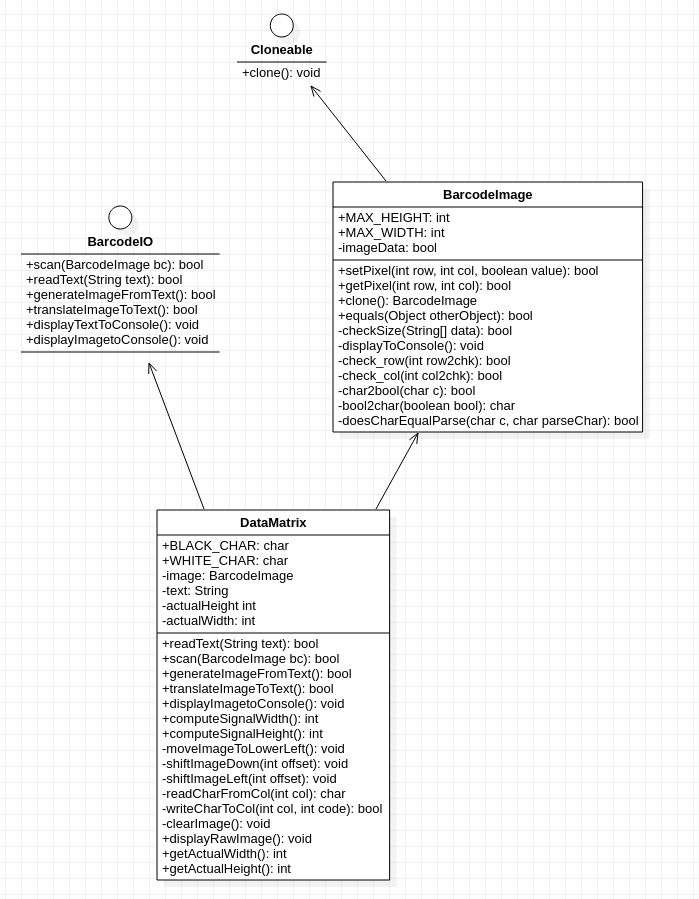 Cloneable
+clone(): void
BarcodeImage
+MAX_HEIGHT: int
+MAX_WIDTH: int
-imageData: bool
+setPixel(int row, int col, boolean value): bool
+getPixel(int row, int col): bool
+clone(): BarcodeImage
+equals(Object otherObject): bool
-checkSize(String[] data): bool
-displayToConsole(): void
-check_row(int row2chk): bool
-check_col(int col2chk): bool
-char2bool(char c): bool
-bool2char(boolean bool): char
-doesCharEqualParse(char c, char parseChar): bool
BarcodeIO
+scan(BarcodeImage bc): bool
+readText(String text): bool
+generateImageFromText(): bool
+translateImageToText(): bool
+displayTextToConsole(): void
+displayImagetoConsole(): void
DataMatrix
+BLACK_CHAR: char
+WHITE_CHAR: char
-image: BarcodeImage
-text: String
-actualHeight int
-actualWidth: int
+readText(String text): bool
+scan(BarcodeImage bc): bool
+generateImageFromText(): bool
+translateImageToText(): bool
+displayImagetoConsole(): void
+computeSignalWidth(): int
+computeSignalHeight(): int
-moveImageToLowerLeft(): void
-shiftImageDown(int offset): void
-shiftImageLeft(int offset): void
-readCharFromCol(int col): char
-writeCharToCol(int col, int code): bool
-clearImage(): void
+displayRawImage(): void
+getActualWidth(): int
+getActualHeight(): int